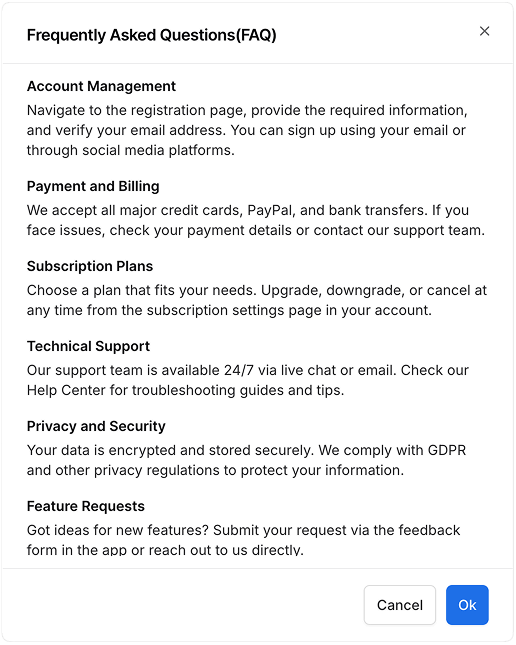 Frequently Asked Questions(FAQ)
Account Management
Navigate to the registration page, provide the required information,
and verify your email address. You can sign up using your email or
through social media platforms.
Payment and Billing
We accept all major credit cards, PayPal, and bank transfers. If you
face issues, check your payment details or contact our support team.
Subscription Plans
Choose a plan that fits your needs. Upgrade, downgrade, or cancel at
any time from the subscription settings page in your account.
Technical Support
Our support team is available 24/7 via live chat or email. Check our
Help Center for troubleshooting guides and tips.
Privacy and Security
Your data is encrypted and stored securely. We comply with GDPR
and other privacy regulations to protect your information.
Feature Requests
Got ideas for new features? Submit your request via the feedback
form in the app or reach out to us directly.
Cancel
Ok